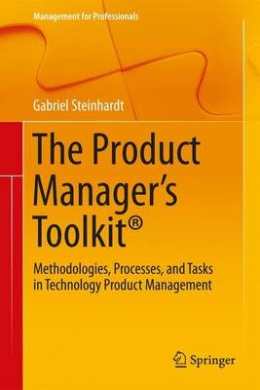 Management for Professionals
Gabriel Steinhardt
The Product
Manager's
Toolkit®
Methodologies, Processes, and Tasks
in Technology Product Management
Springer